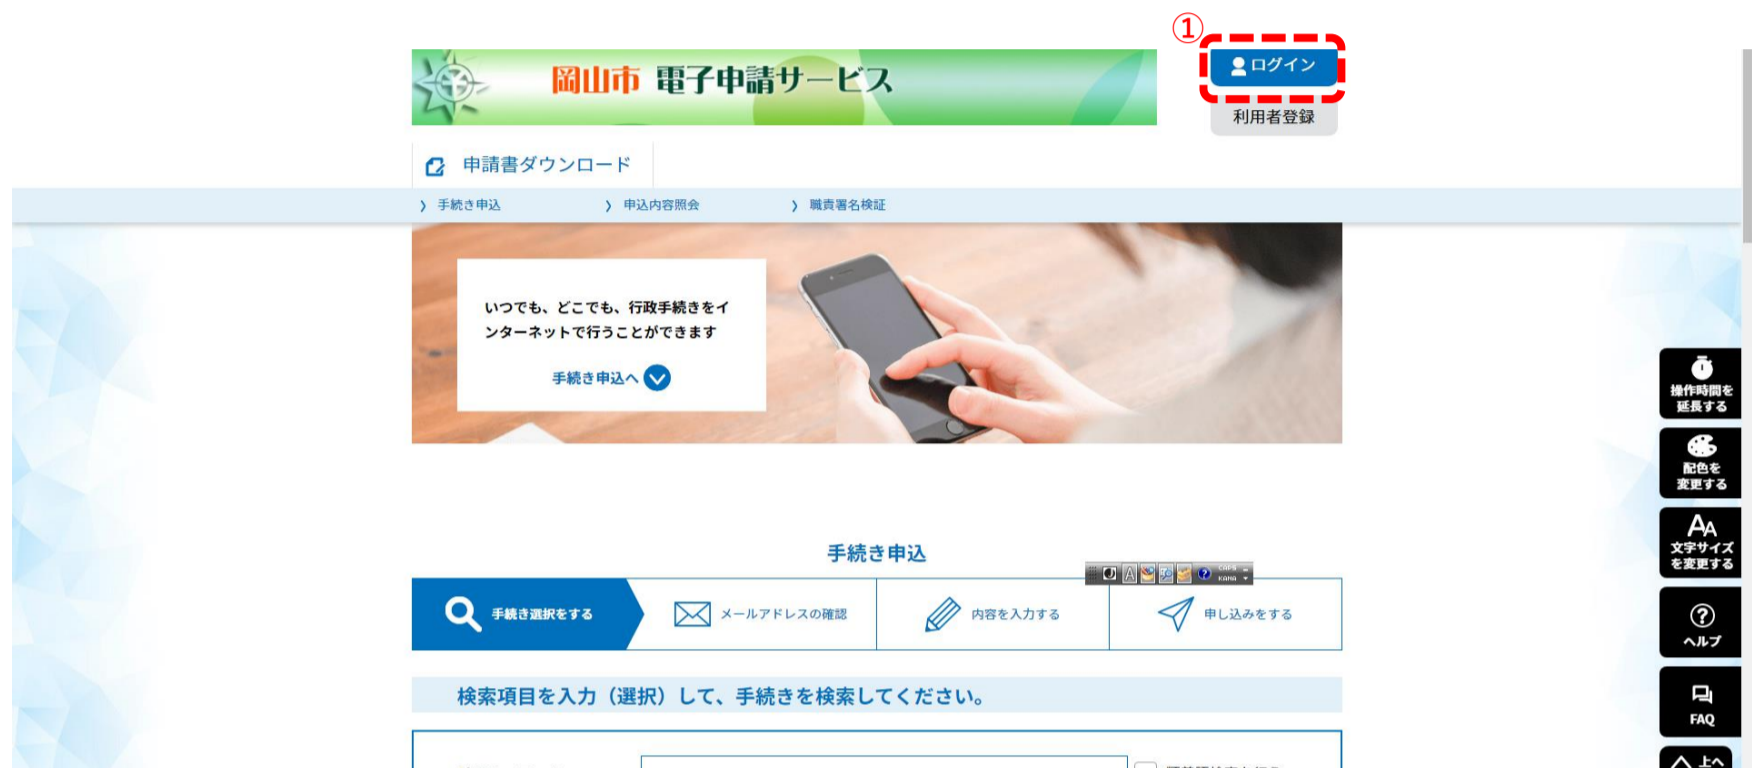 ①
岡山市 電子申請サービス
ログイン
利用者登録
申請書ダウンロード
手続き申込
申込内容照会
職責署名検証
いつでも、どこでも、行政手続きをイ
ンターネットで行うことができます
手続き申込へ
操作時間を
延長する
配色を
変更する
文字サイズ
を変更する
ヘルプ
FAQ
上へ
手続き申込
CAPS
KANA
手続き選択をする
メールアドレスの確認
内容を入力する
申し込みをする
検索項目を入力（選択）して、手続きを検索してください。